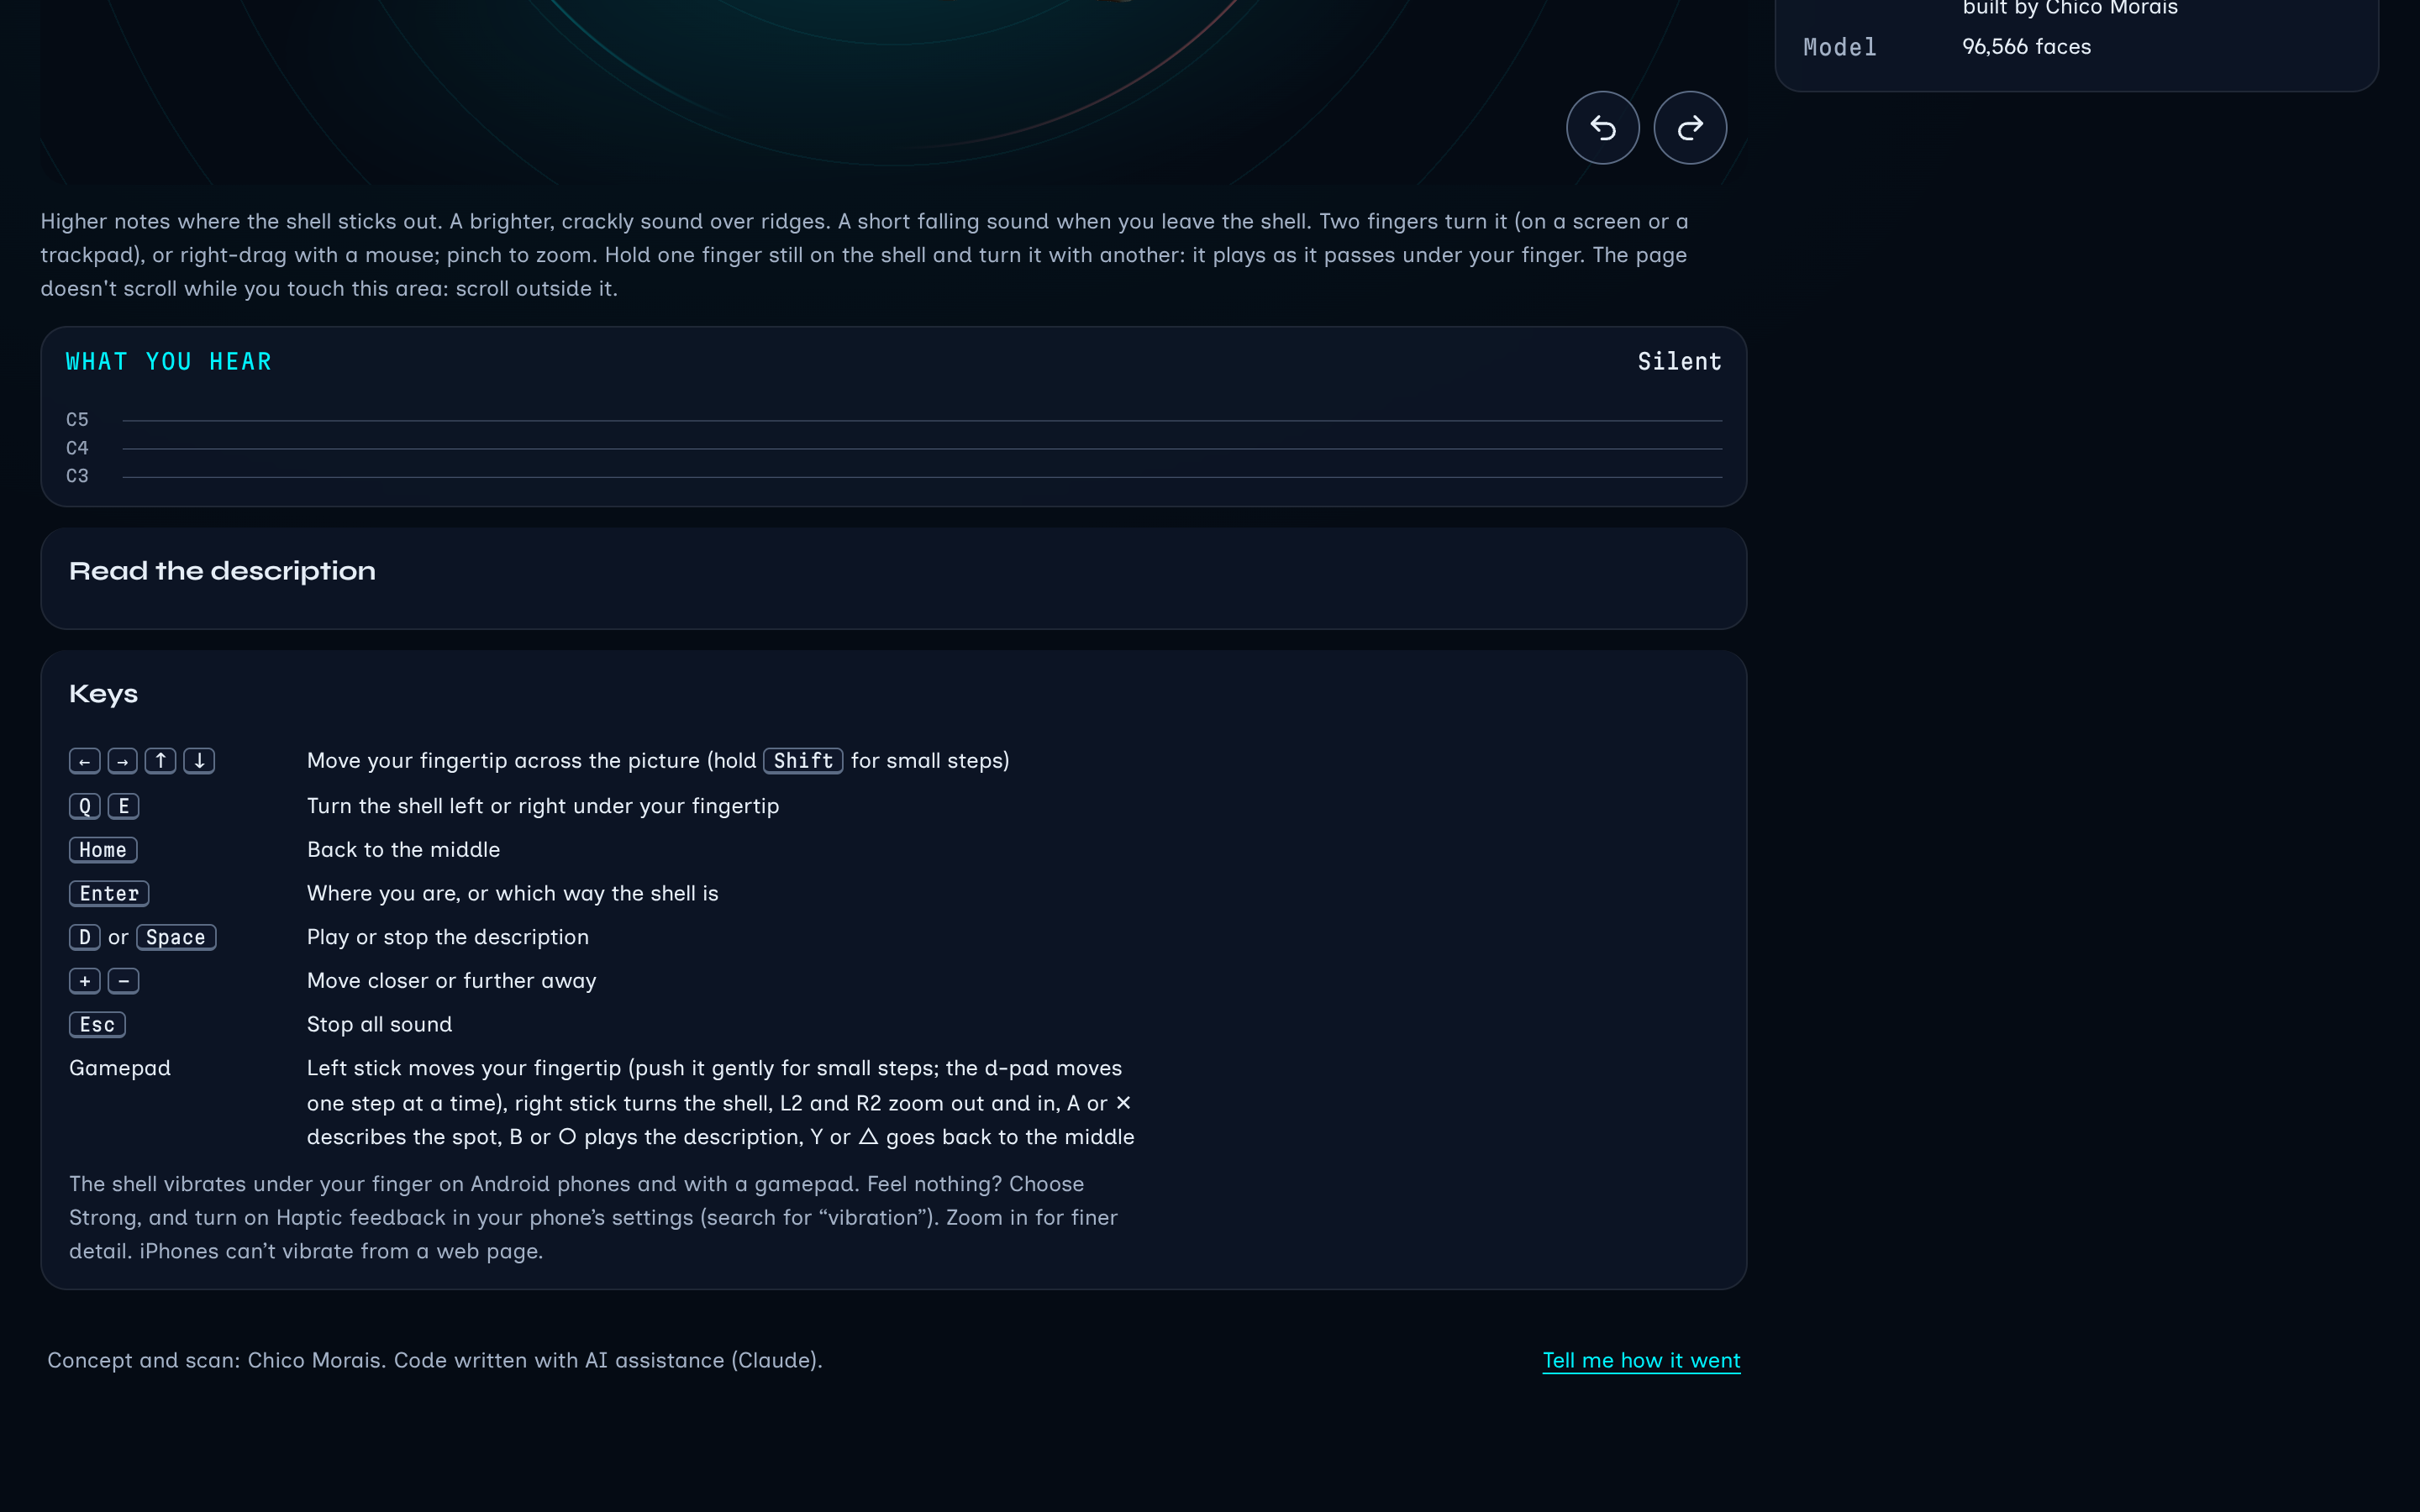 built by Chico Morais
Model 96,566 faces
Higher notes where the shell sticks out. A brighter, crackly sound over ridges. A short falling sound when you leave the shell. Two fingers turn it (on a screen or a
trackpad), or right-drag with a mouse; pinch to zoom. Hold one finger still on the shell and turn it with another: it plays as it passes under your finger. The page
doesn't scroll while you touch this area: scroll outside it.
WHAT YOU HEAR Silent
C5
C4
C3
Read the description
Keys
← → ↑ ↓ Move your fingertip across the picture (hold Shift for small steps)
Q E Turn the shell left or right under your fingertip
Home Back to the middle
Enter Where you are, or which way the shell is
D or Space Play or stop the description
+ − Move closer or further away
Esc Stop all sound
Gamepad Left stick moves your fingertip (push it gently for small steps; the d-pad moves
one step at a time), right stick turns the shell, L2 and R2 zoom out and in, A or ✕
describes the spot, B or ○ plays the description, Y or △ goes back to the middle
The shell vibrates under your finger on Android phones and with a gamepad. Feel nothing? Choose
Strong, and turn on Haptic feedback in your phone’s settings (search for “vibration”). Zoom in for finer
detail. iPhones can’t vibrate from a web page.
Concept and scan: Chico Morais. Code written with AI assistance (Claude). Tell me how it went